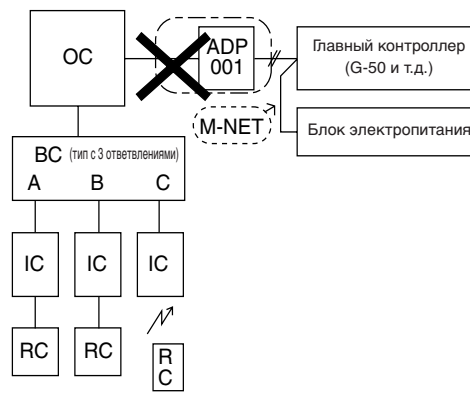 OC
ADP
001
Главный контроллер
(G-50 и т.д.)
M-NET
Блок электропитания
BC (тип с 3 ответвлениями)
A B C
IC IC IC
RC RC
R
C